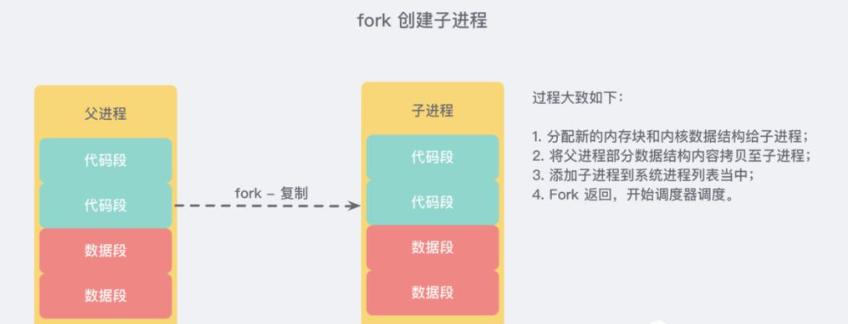 fork 创建子进程
父进程
代码段
代码段
数据段
数据段
fork – 复制
子进程
代码段
代码段
数据段
数据段
过程大致如下：
1. 分配新的内存块和内核数据结构给子进程；
2. 将父进程部分数据结构内容拷贝至子进程；
3. 添加子进程到系统进程列表当中；
4. Fork 返回，开始调度器调度。